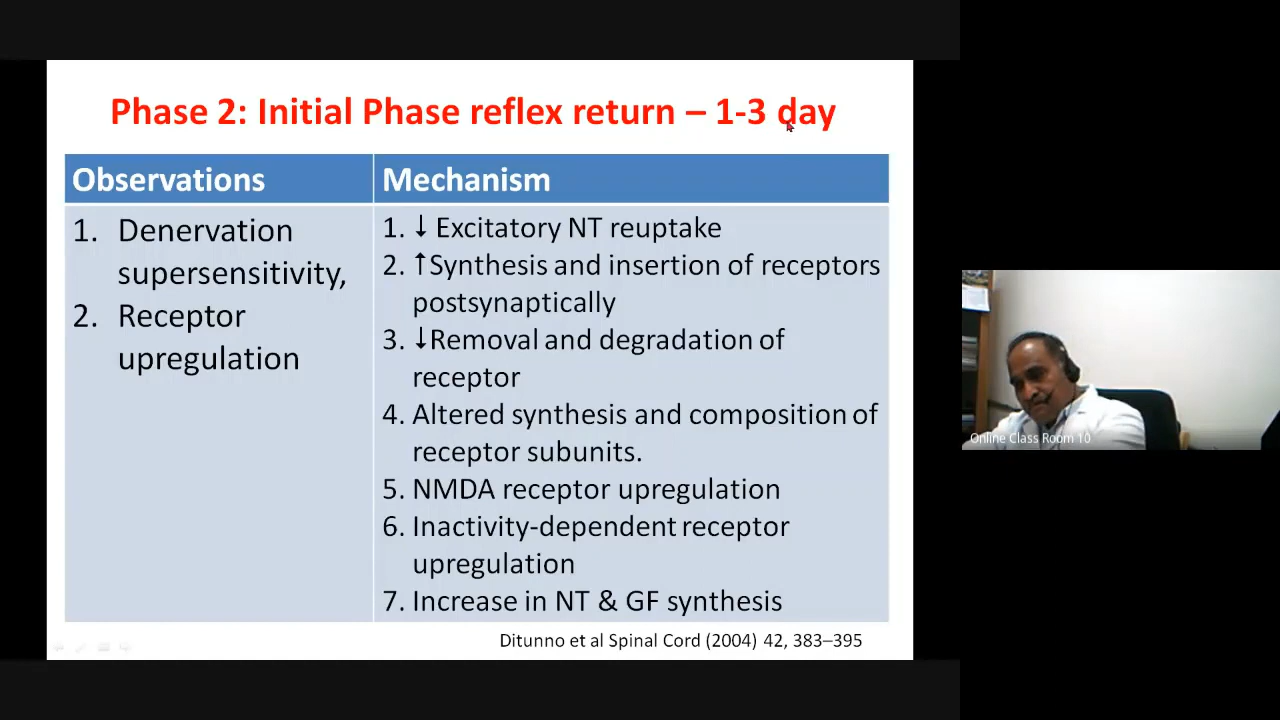 Phase 2: Initial Phase reflex return – 1-3 day
Observations
Mechanism
1. Denervation
supersensitivity,
2. Receptor
upregulation
1. ↓ Excitatory NT reuptake
2. ↑Synthesis and insertion of receptors
postsynaptically
3. ↓Removal and degradation of
receptor
4. Altered synthesis and composition of
receptor subunits.
5. NMDA receptor upregulation
6. Inactivity-dependent receptor
upregulation
7. Increase in NT & GF synthesis
Ditunno et al Spinal Cord (2004) 42, 383–395
Online Class Room 10